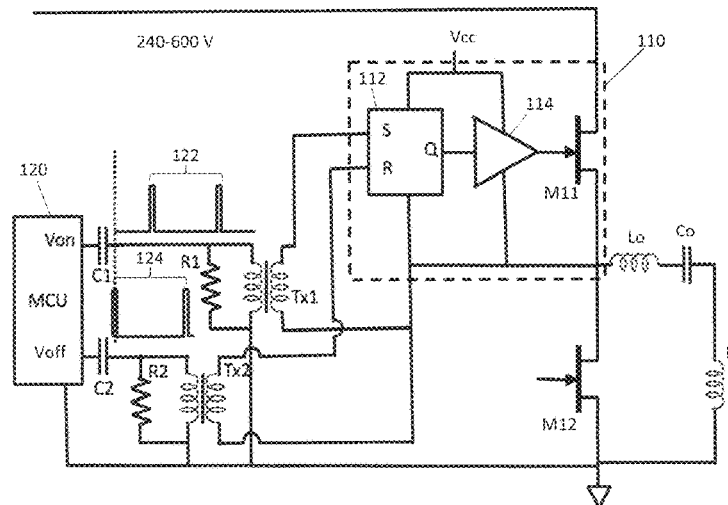 240-600 V
Vcc
110
112
114
S
Q
R
M11
120
122
Von
C1
R1
Tx1
124
MCU
Lo
Co
Voff
C2
R2
Tx2
M12